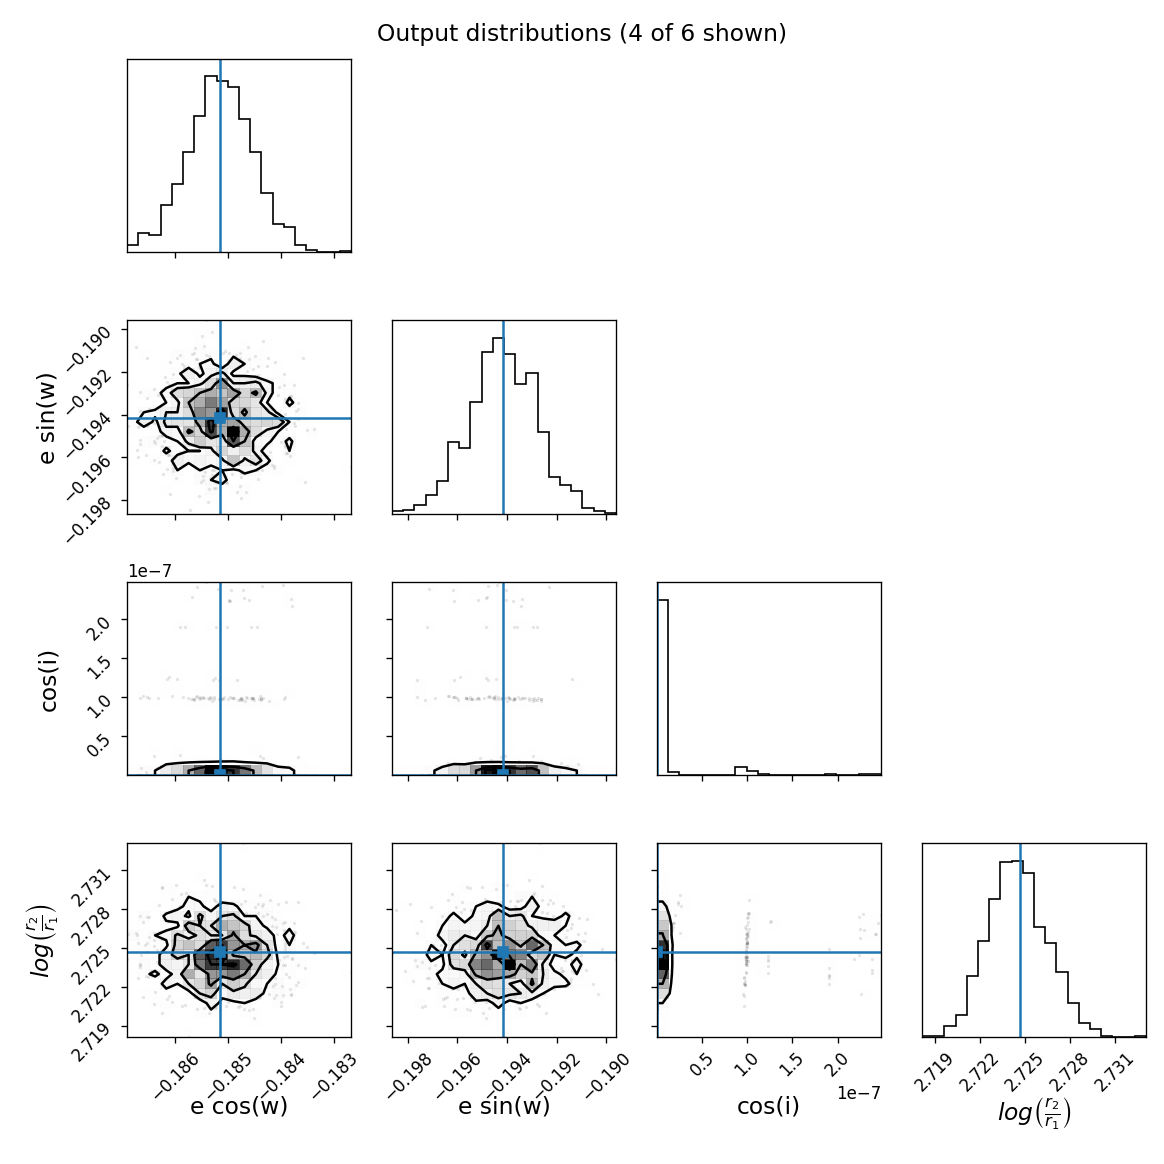 Output distributions (4 of 6 shown)
e sin(w)
−0.190
−0.192
−0.194
−0.196
−0.198
1e−7
cos(i)
2.0
1.5
1.0
0.5
log(r₂/r₁)
2.731
2.728
2.725
2.722
2.719
−0.186 −0.185 −0.184 −0.183
−0.198 −0.196 −0.194 −0.192 −0.190
0.5 1.0 1.5 2.0
1e−7
2.719 2.722 2.725 2.728 2.731
e cos(w) e sin(w) cos(i) log(r₂/r₁)